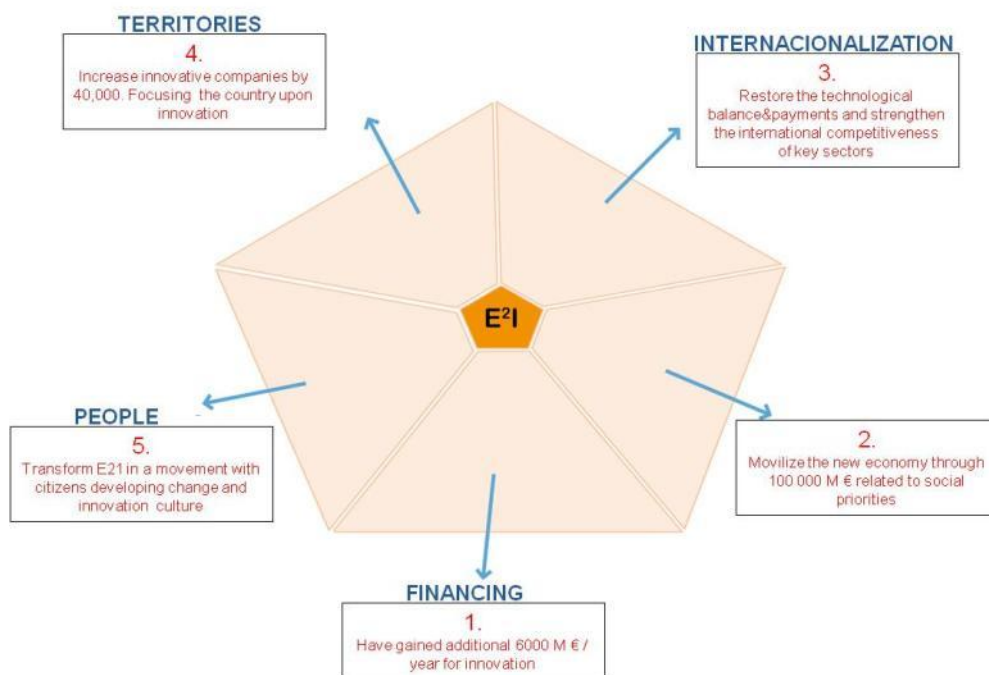 TERRITORIES
4.
Increase innovative companies by
40,000. Focusing the country upon
innovation
INTERNACIONALIZATION
3.
Restore the technological
balance&payments and strengthen
the international competitiveness
of key sectors
E²I
PEOPLE
5.
Transform E21 in a movement with
citizens developing change and
innovation culture
2.
Movilize the new economy through
100 000 M € related to social
priorities
FINANCING
1.
Have gained additional 6000 M € /
year for innovation